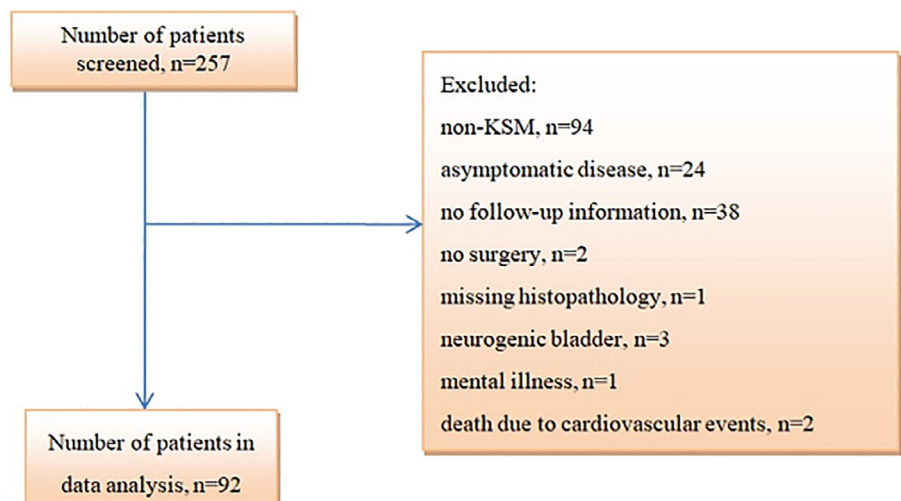 Number of patients
screened, n=257
Excluded:
non-KSM, n=94
asymptomatic disease, n=24
no follow-up information, n=38
no surgery, n=2
missing histopathology, n=1
neurogenic bladder, n=3
mental illness, n=1
death due to cardiovascular events, n=2
Number of patients in
data analysis, n=92